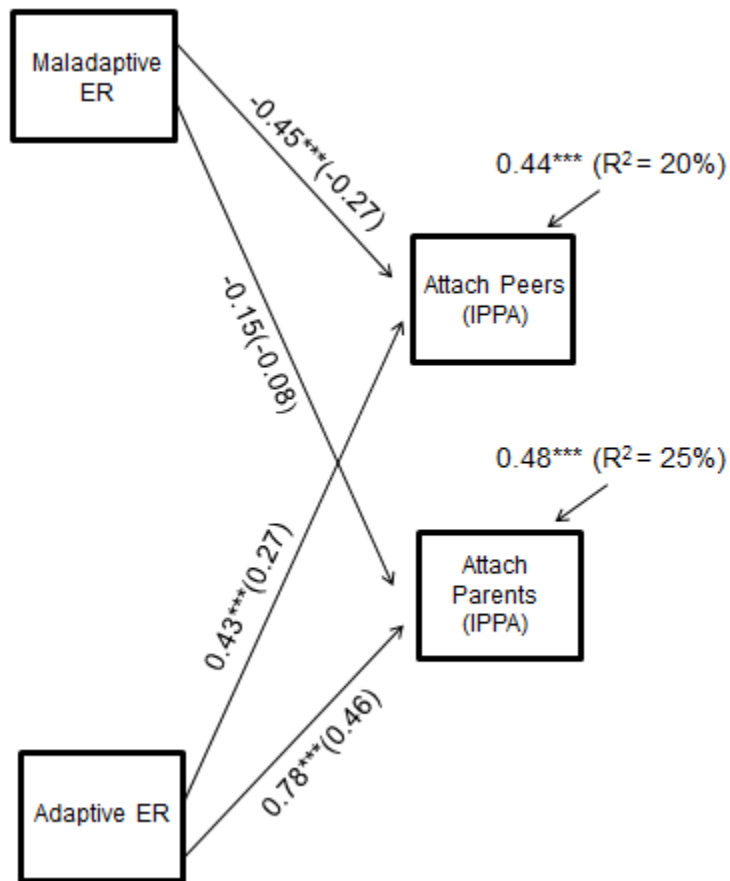 Maladaptive
ER
-0.45***(-0.27)
0.44*** (R² = 20%)
Attach Peers
(IPPA)
-0.15(-0.08)
0.48*** (R² = 25%)
Attach
Parents
(IPPA)
0.43***(0.27)
0.78***(0.46)
Adaptive ER